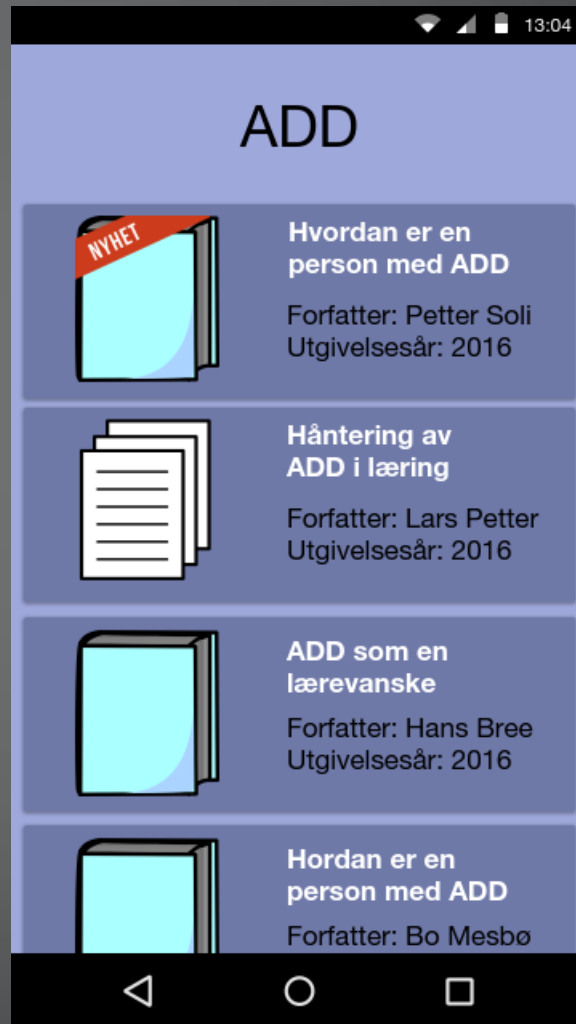 13:04
ADD
NYHET
Hvordan er en
person med ADD
Forfatter: Petter Soli
Utgivelsesår: 2016
Håntering av
ADD i læring
Forfatter: Lars Petter
Utgivelsesår: 2016
ADD som en
lærevanske
Forfatter: Hans Bree
Utgivelsesår: 2016
Hordan er en
person med ADD
Forfatter: Bo Mesbø